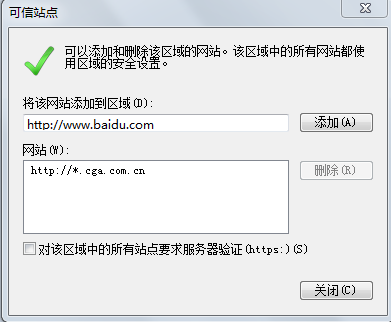 可信站点
可以添加和删除该区域的网站。该区域中的所有网站都使
用区域的安全设置。
将该网站添加到区域(D):
http://www.baidu.com
添加(A)
网站(W):
http://*.cga.com.cn
删除(R)
对该区域中的所有站点要求服务器验证(https:)(S)
关闭(C)